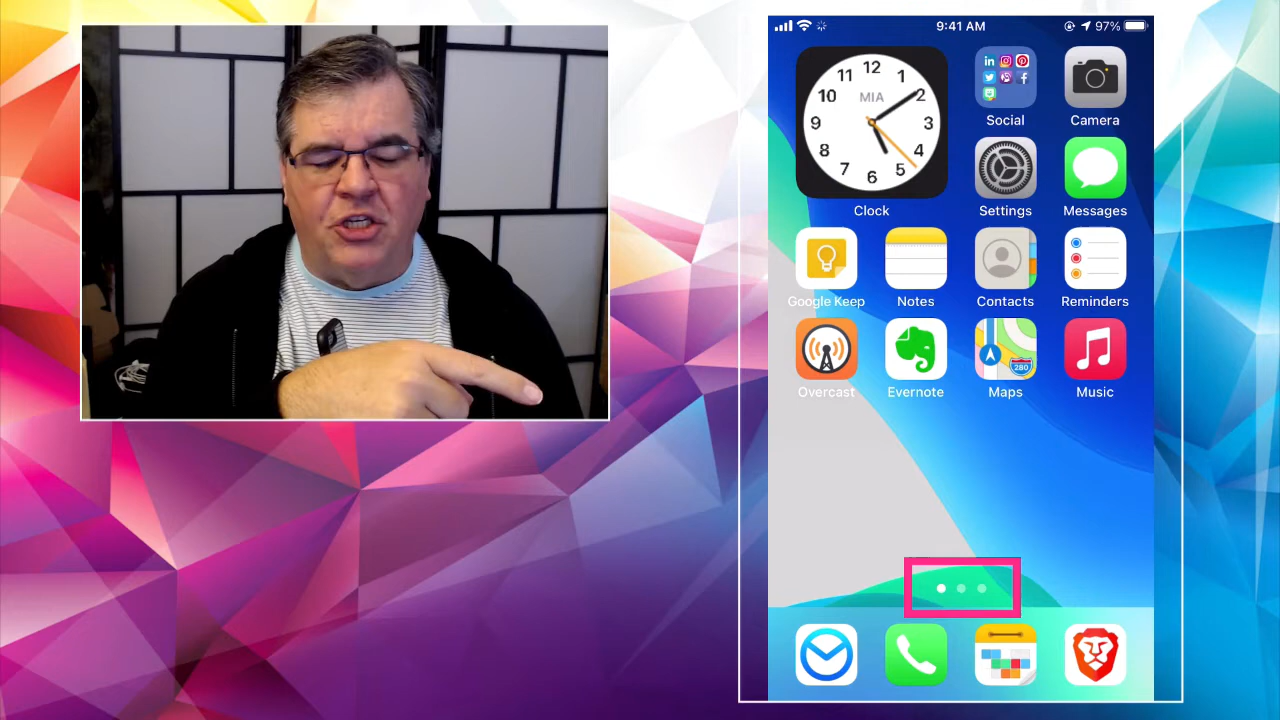 9:41 AM
97%
12
11 1
10 MIA 2
9 3
8 4
7 5
6
in
Social
Camera
Clock
Settings
Messages
Google Keep
Notes
Contacts
Reminders
280
Overcast
Evernote
Maps
Music